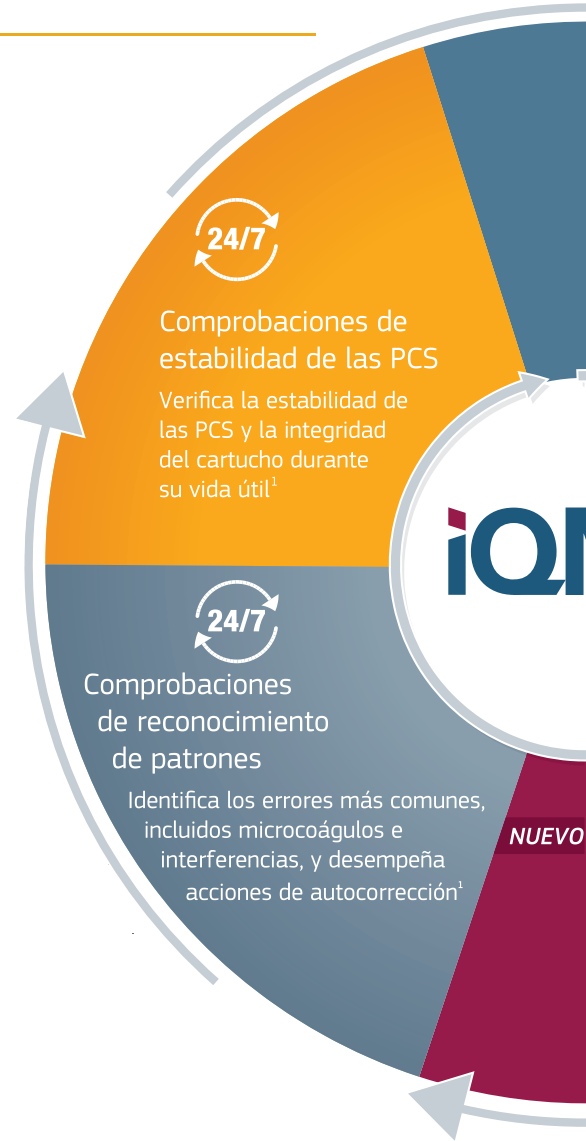 24/7
Comprobaciones de
estabilidad de las PCS
Verifica la estabilidad de
las PCS y la integridad
del cartucho durante
su vida útil¹
iQ
24/7
Comprobaciones
de reconocimiento
de patrones
Identifica los errores más comunes,
incluidos microcoágulos e
interferencias, y desempeña
acciones de autocorrección¹
NUEVO